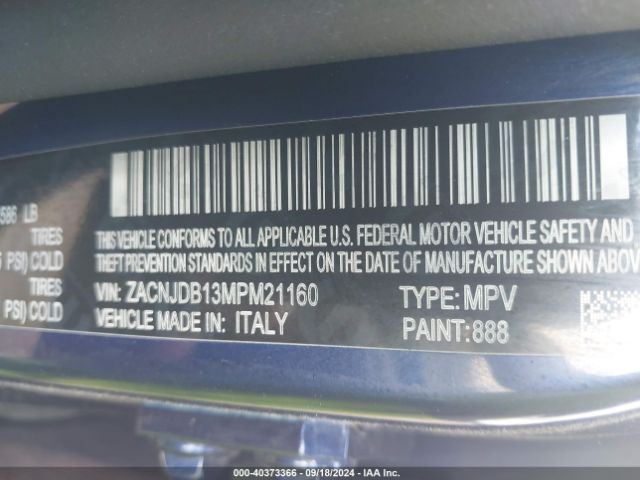 586 LB
TIRES
PSI) COLD
TIRES
PSI) COLD
THIS VEHICLE CONFORMS TO ALL APPLICABLE U.S. FEDERAL MOTOR VEHICLE SAFETY AND
THEFT PREVENTION STANDARDS IN EFFECT ON THE DATE OF MANUFACTURE SHOWN ABOVE
VIN: ZACNJDB13MPM21160 TYPE: MPV
VEHICLE MADE IN: ITALY PAINT: 888
000-40373366 - 09/18/2024 - IAA Inc.